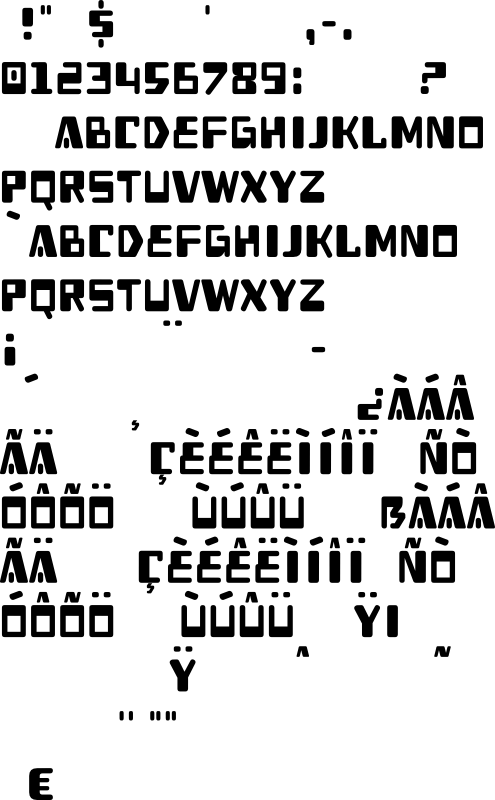 ! " $ ' , - .
0123456789: ?
ABCDEFGHIJKLMNO
PQRSTUVWXYZ
` ABCDEFGHIJKLMNO
PQRSTUVWXYZ
¡ ¨ -
´ ¿ÀÁÂ
ÃÄ ¸ ÇÈÉÊËÌÍÎÏ ÑÒ
ÓÔÕÖ ÙÚÛÜ ßÀÁÂ
ÃÄ ÇÈÉÊËÌÍÎÏ ÑÒ
ÓÔÕÖ ÙÚÛÜ ŸI
Ÿ ˆ ˜
' ' " "
€